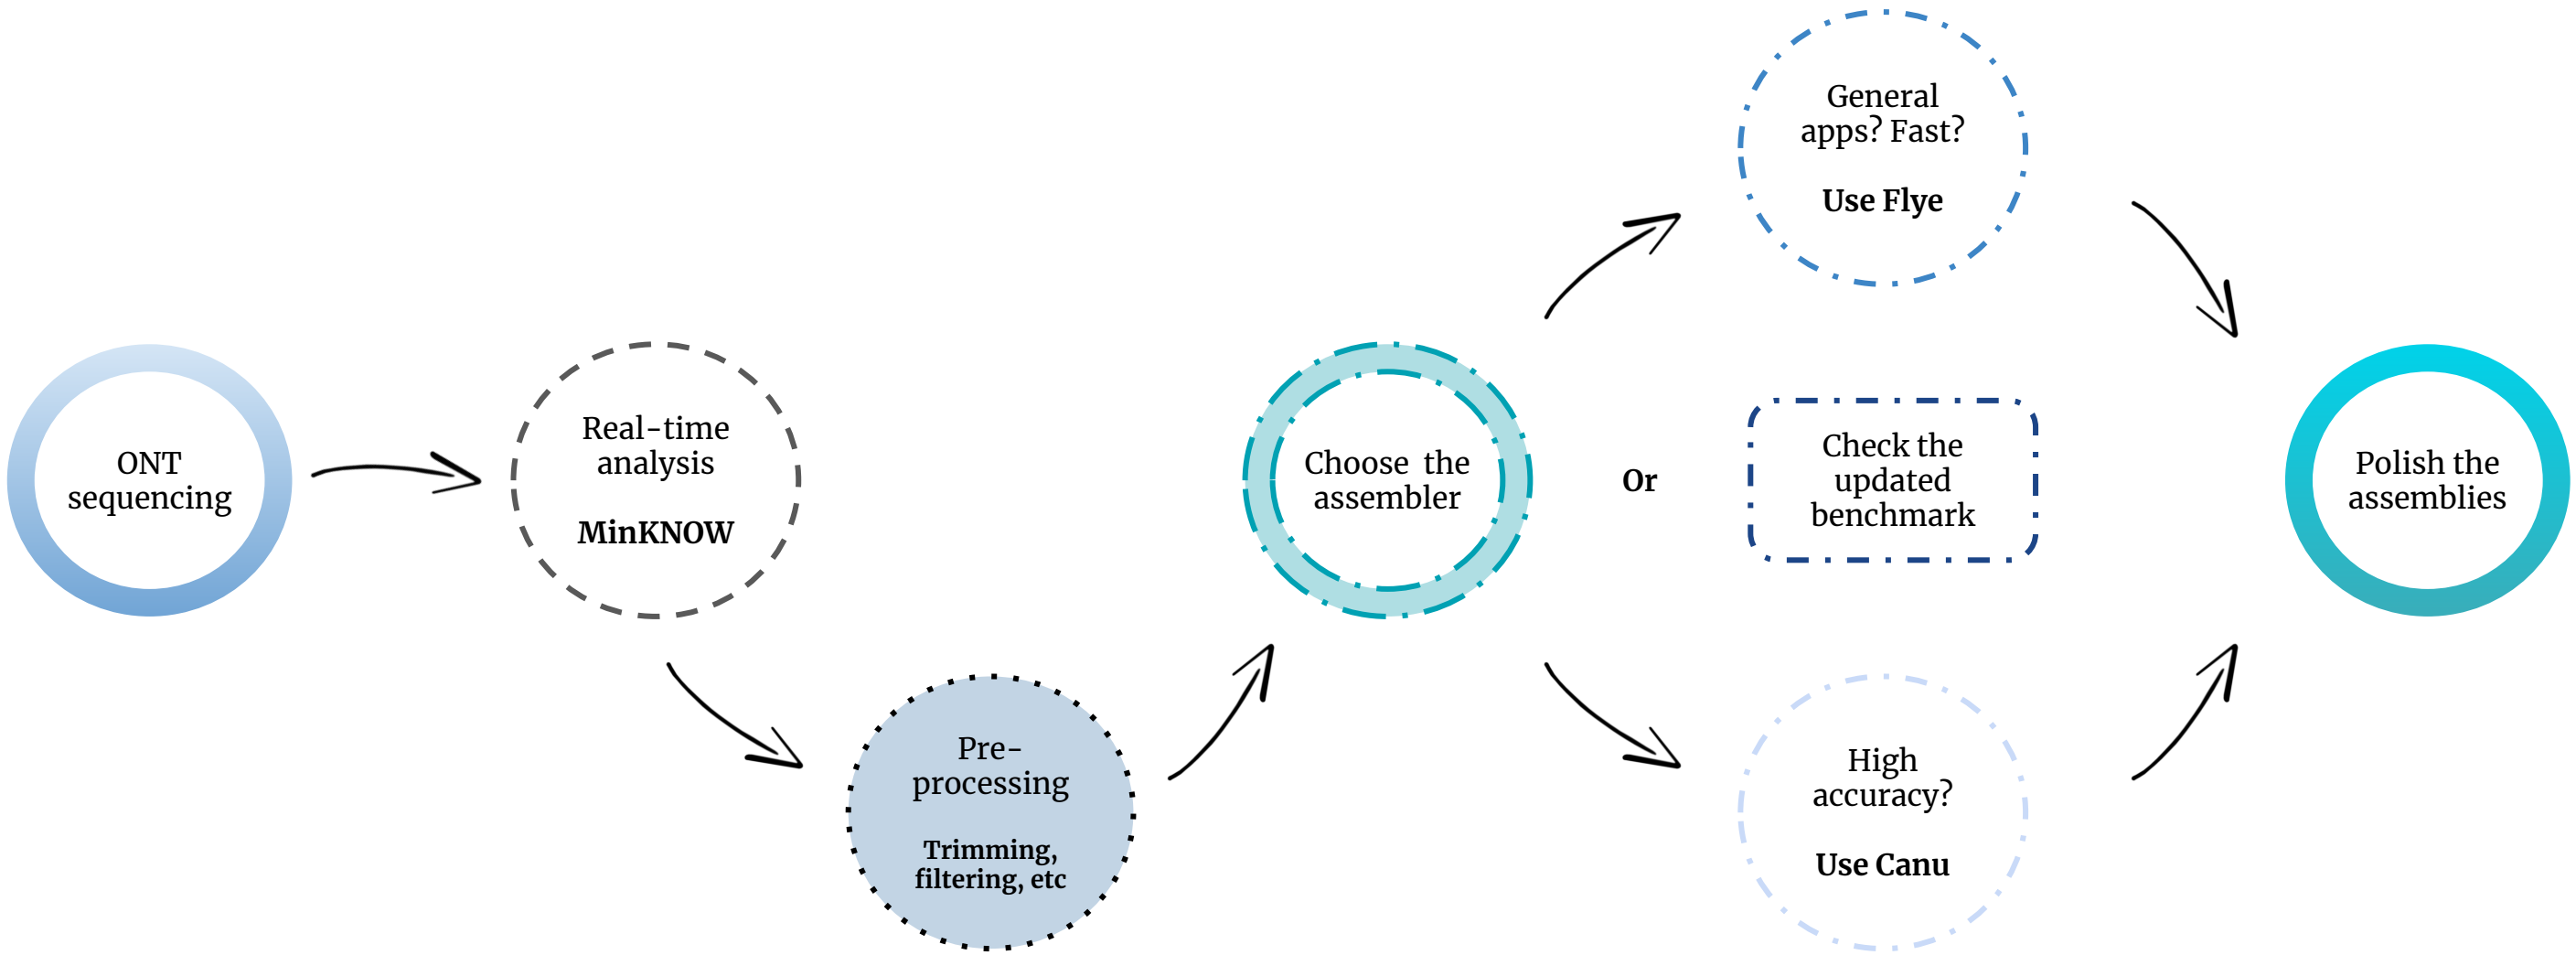 ONT
sequencing
Real-time
analysis
MinKNOW
Pre-
processing
Trimming,
filtering, etc
Choose the
assembler
General
apps? Fast?
Use Flye
Or
Check the
updated
benchmark
High
accuracy?
Use Canu
Polish the
assemblies